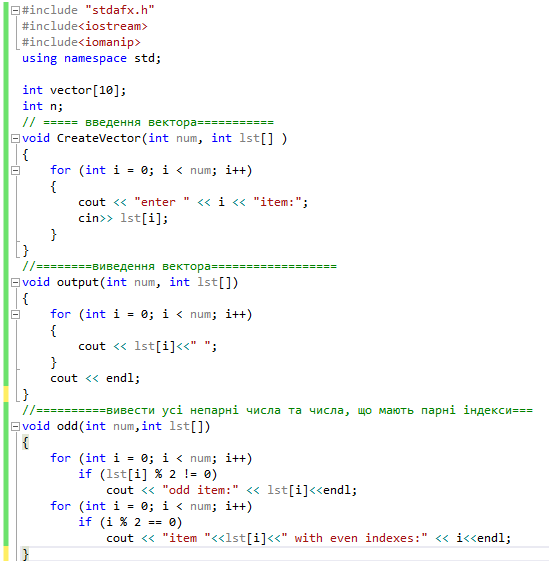 #include "stdafx.h"
#include<iostream>
#include<iomanip>
using namespace std;

int vector[10];
int n;
// ===== введення вектора===========
void CreateVector(int num, int lst[] )
{
    for (int i = 0; i < num; i++)
    {
        cout << "enter " << i << "item:";
        cin>> lst[i];
    }
}
//========виведення вектора==================
void output(int num, int lst[])
{
    for (int i = 0; i < num; i++)
    {
        cout << lst[i]<<" ";
    }
    cout << endl;
}
//==========вивести усі непарні числа та числа, що мають парні індекси===
void odd(int num,int lst[])
{
    for (int i = 0; i < num; i++)
        if (lst[i] % 2 != 0)
            cout << "odd item:" << lst[i]<<endl;
    for (int i = 0; i < num; i++)
        if (i % 2 == 0)
            cout << "item "<<lst[i]<<" with even indexes:" << i<<endl;
}